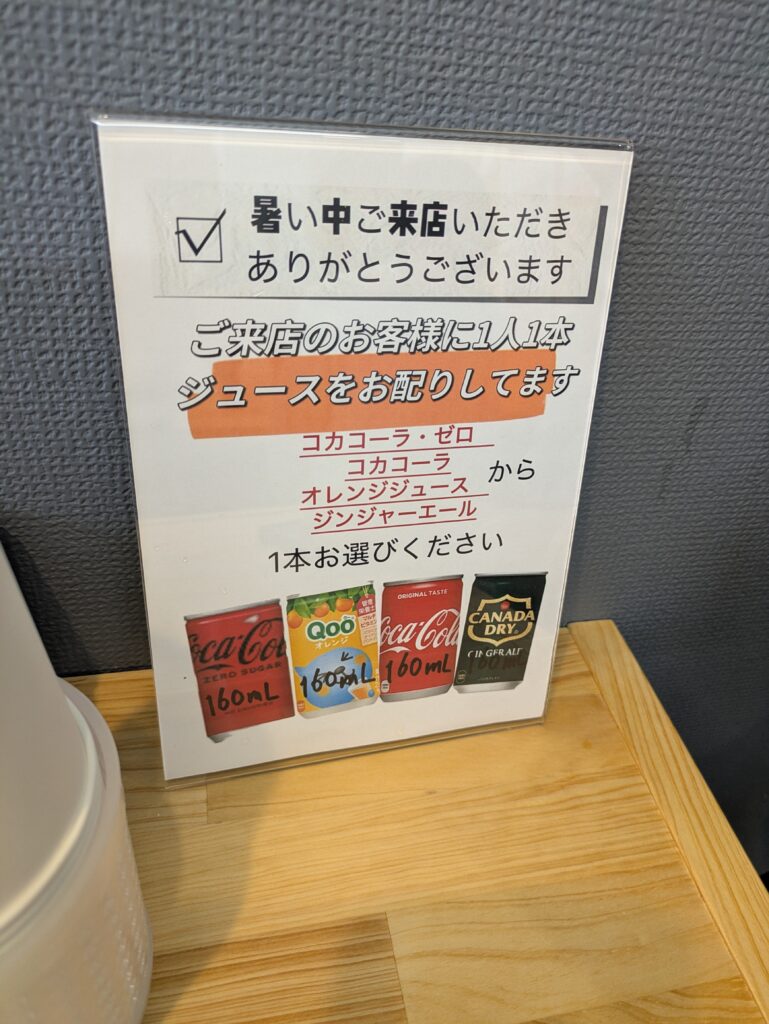 暑い中ご来店いただき
ありがとうございます
ご来店のお客様に1人1本
ジュースをお配りしてます
コカコーラ・ゼロ
コカコーラ
オレンジジュース
ジンジャーエール
から
1本お選びください
Coca-Cola
ZERO SUGAR
160mL
Qoo
オレンジ
160mL
ORIGINAL TASTE
Coca-Cola
160mL
CANADA
DRY
GINGER ALE
160mL